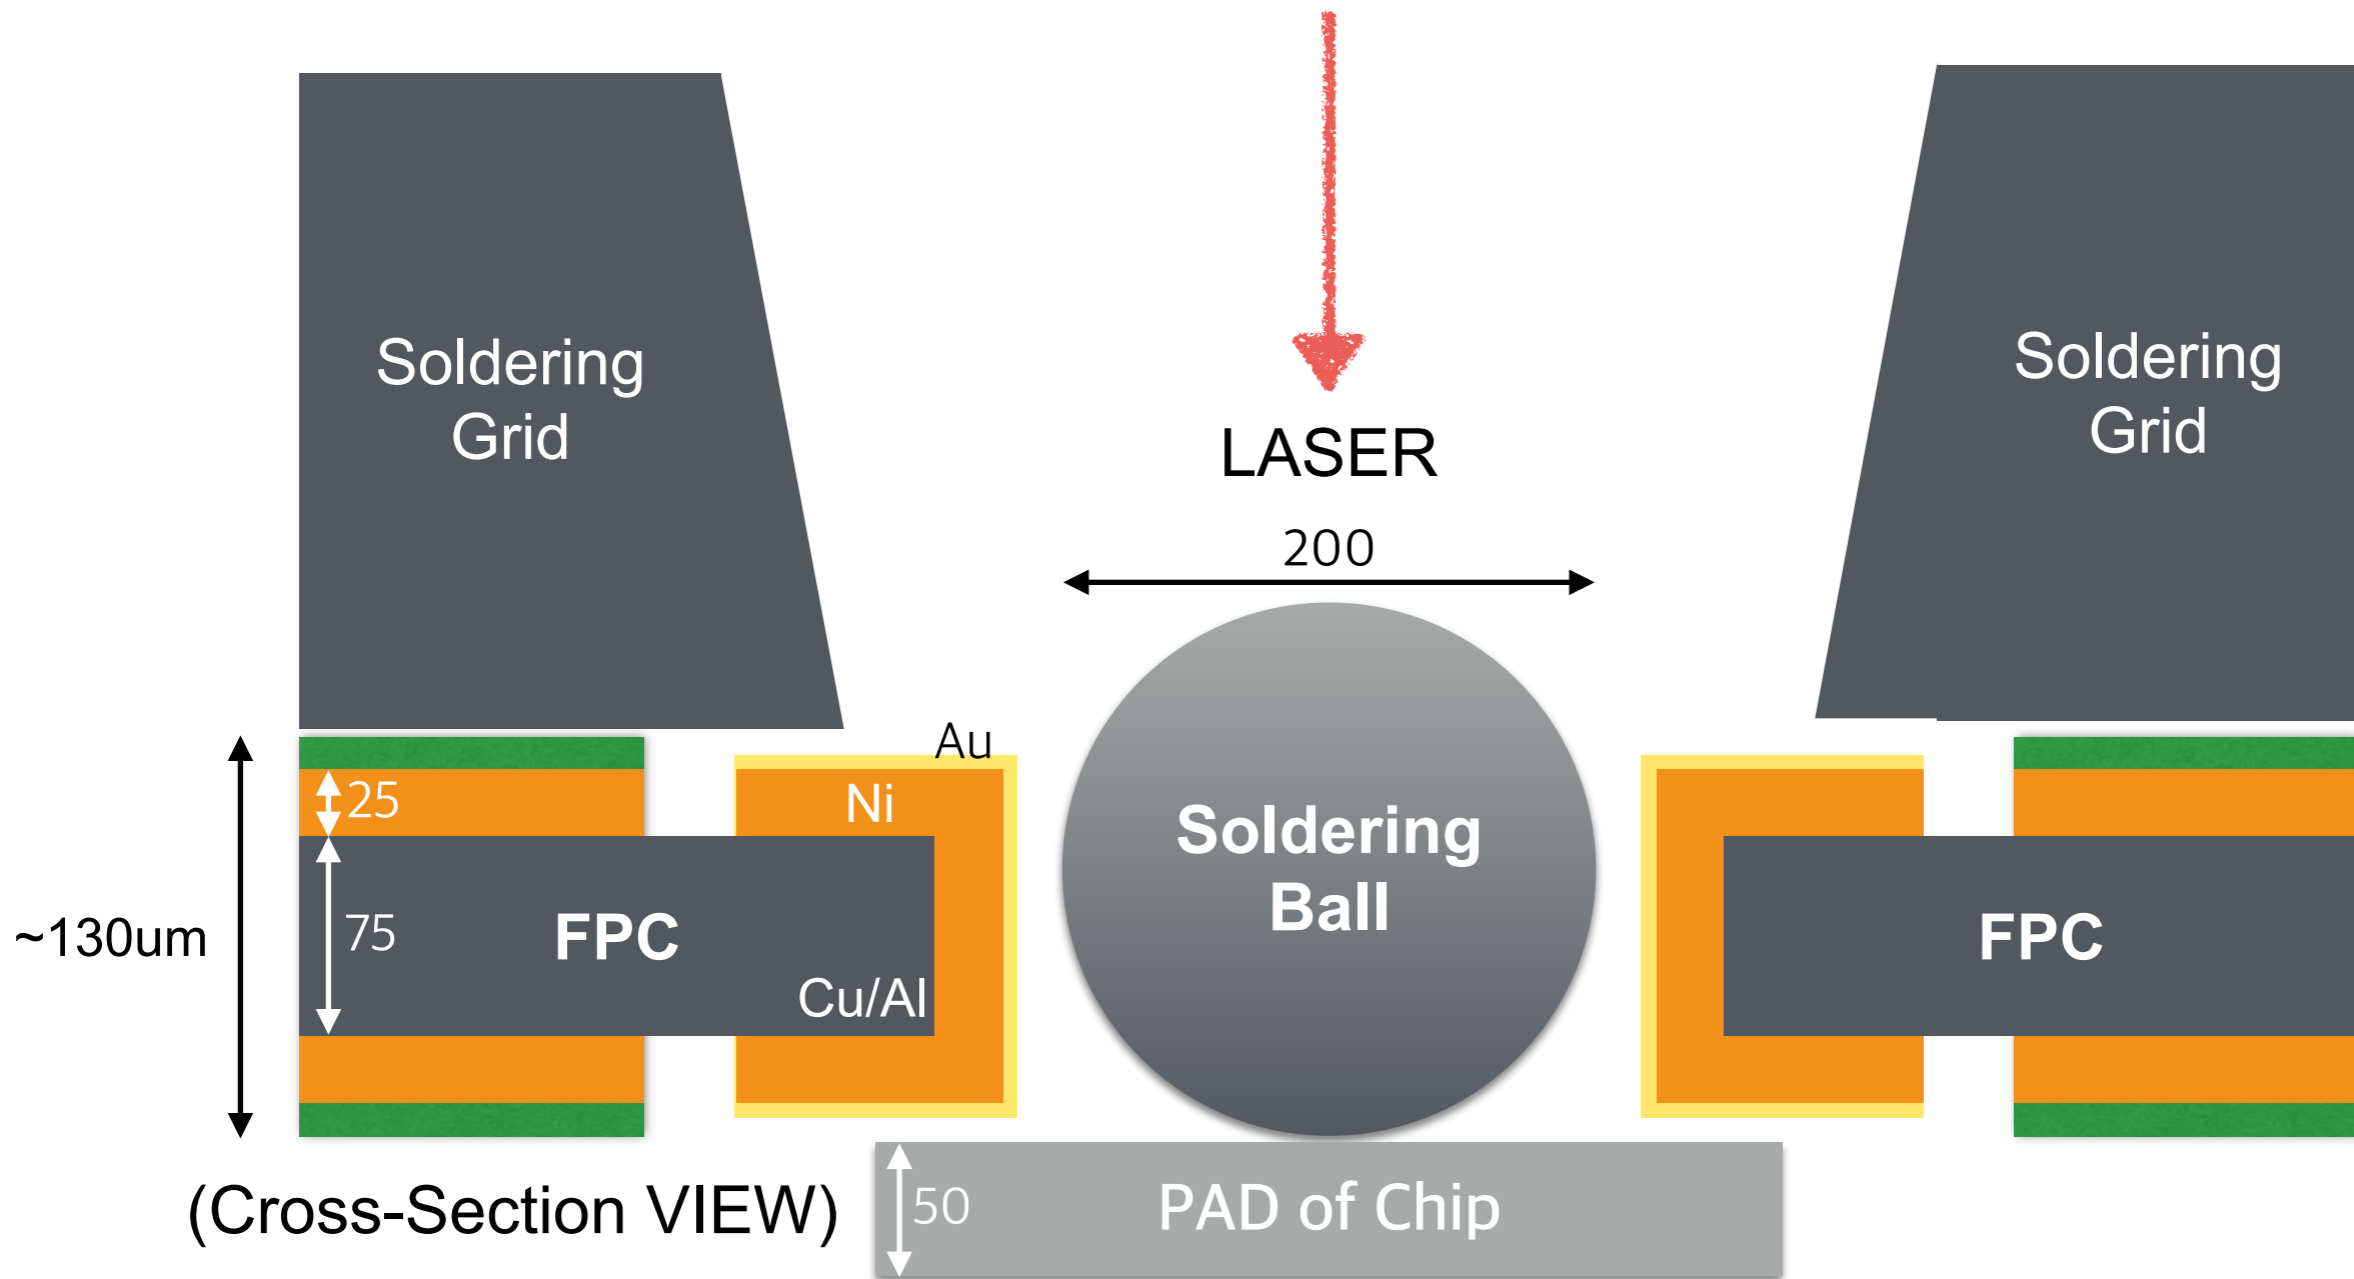 Soldering
Grid
LASER
200
Soldering
Grid
Au
Ni
25
Soldering
Ball
~130um
75
FPC
Cu/Al
FPC
(Cross-Section VIEW)
50
PAD of Chip